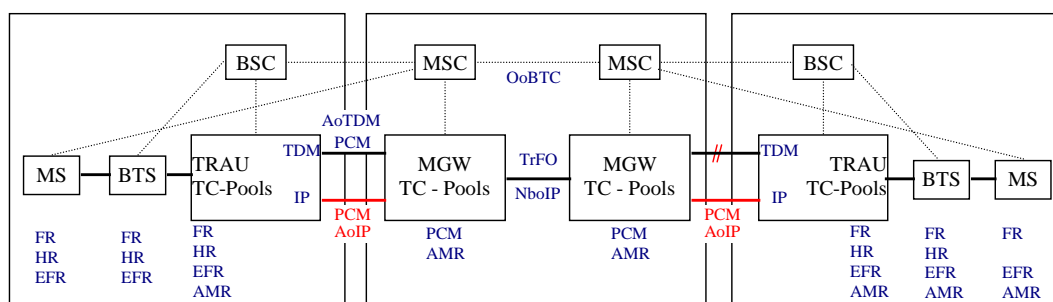 BSC
MSC
MSC
BSC
OoBTC
AoTDM
PCM
MS
BTS
TRAU
TC-Pools
TDM
IP
MGW
TC - Pools
TrFO
NboIP
MGW
TC - Pools
TDM
IP
TRAU
TC-Pools
BTS
MS
PCM
AoIP
PCM
AoIP
FR
HR
EFR
FR
HR
EFR
FR
HR
EFR
AMR
PCM
AMR
PCM
AMR
FR
HR
EFR
AMR
FR
HR
EFR
AMR
FR
EFR
AMR